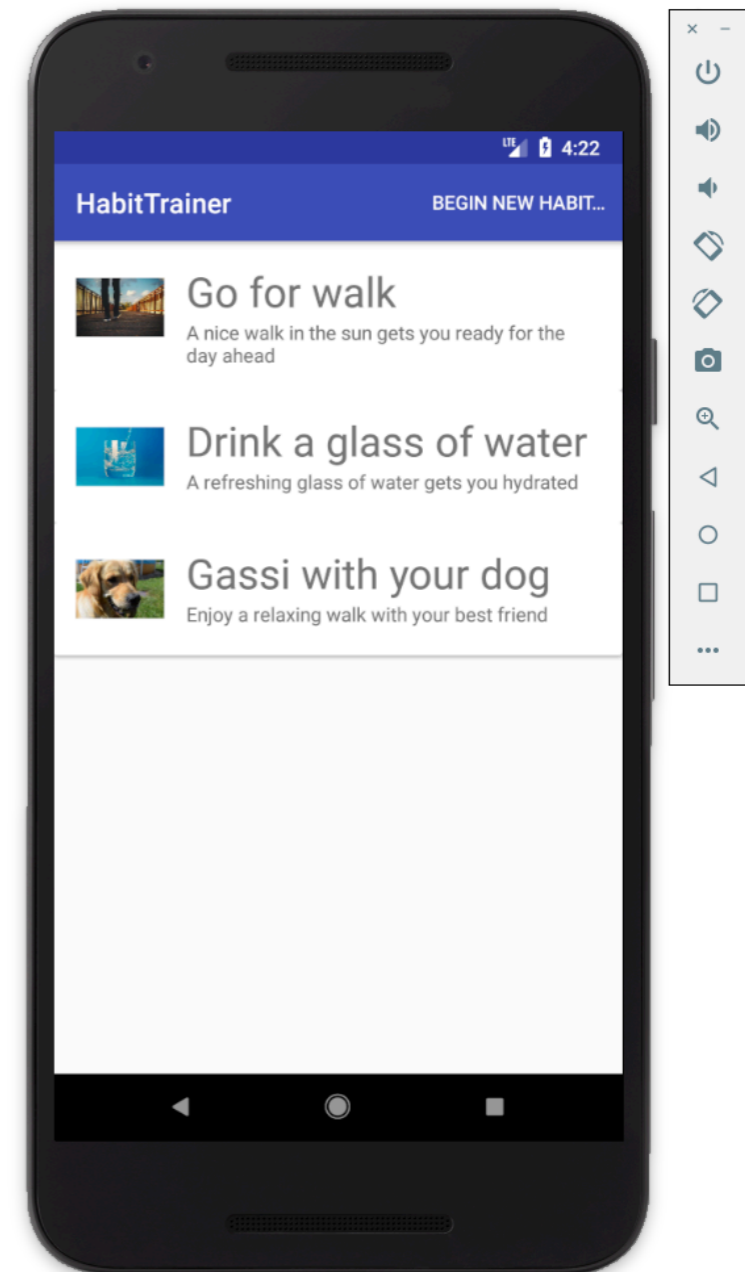 LTE 4:22
HabitTrainer BEGIN NEW HABIT...
Go for walk
A nice walk in the sun gets you ready for the
day ahead
Drink a glass of water
A refreshing glass of water gets you hydrated
Gassi with your dog
Enjoy a relaxing walk with your best friend